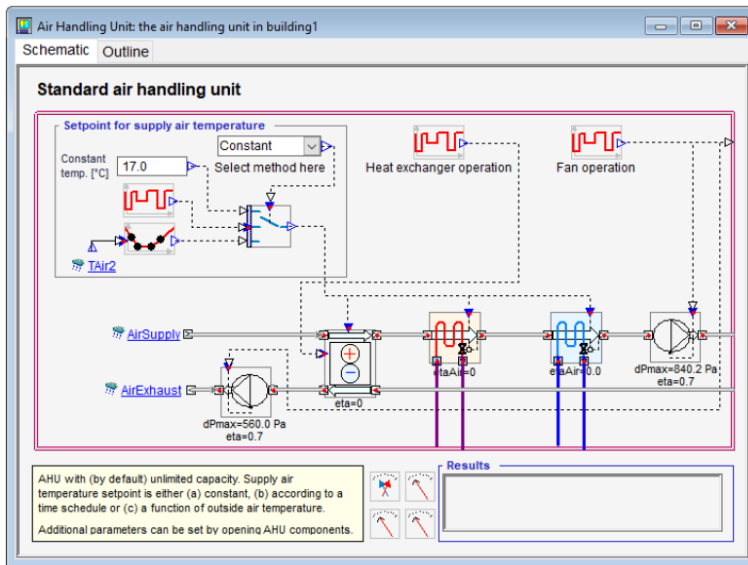 Air Handling Unit: the air handling unit in building1
Schematic Outline
Standard air handling unit
Setpoint for supply air temperature
Constant
Constant
temp. [°C]
17.0
Select method here
Heat exchanger operation
Fan operation
TAir2
AirSupply
AirExhaust
etaAir=0
etaAir=0.0
dPmax=840.2 Pa
eta=0.7
eta=0
dPmax=560.0 Pa
eta=0.7
AHU with (by default) unlimited capacity. Supply air
temperature setpoint is either (a) constant, (b) according to a
time schedule or (c) a function of outside air temperature.
Additional parameters can be set by opening AHU components.
Results